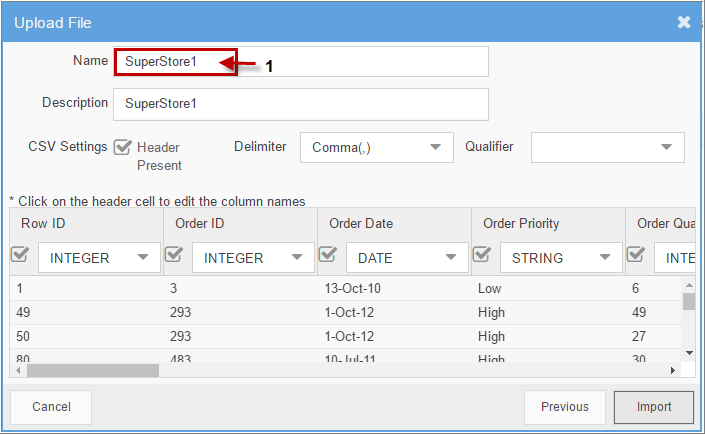 Upload File
Name SuperStore1 1
Description SuperStore1
CSV Settings Header Present Delimiter Comma(,) Qualifier
* Click on the header cell to edit the column names
Row ID Order ID Order Date Order Priority Order Qua
INTEGER INTEGER DATE STRING INTE
1 3 13-Oct-10 Low 6
49 293 1-Oct-12 High 49
50 293 1-Oct-12 High 27
80 483 10-Jul-11 High 30
Cancel Previous Import